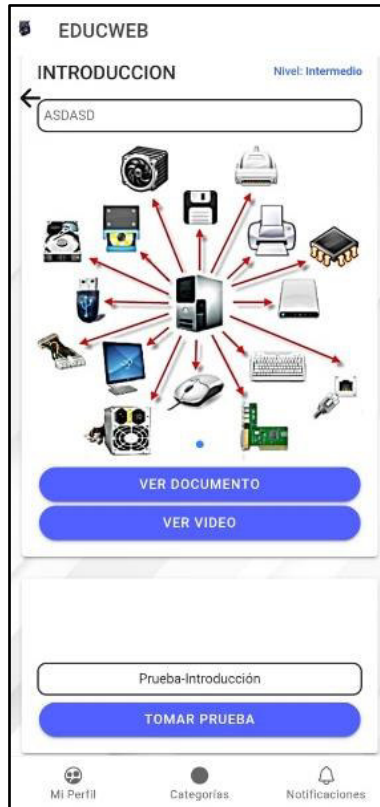 EDUCWEB
INTRODUCCION
Nivel: Intermedio
ASDASD
VER DOCUMENTO
VER VIDEO
Prueba-Introducción
TOMAR PRUEBA
Mi Perfil
Categorías
Notificaciones